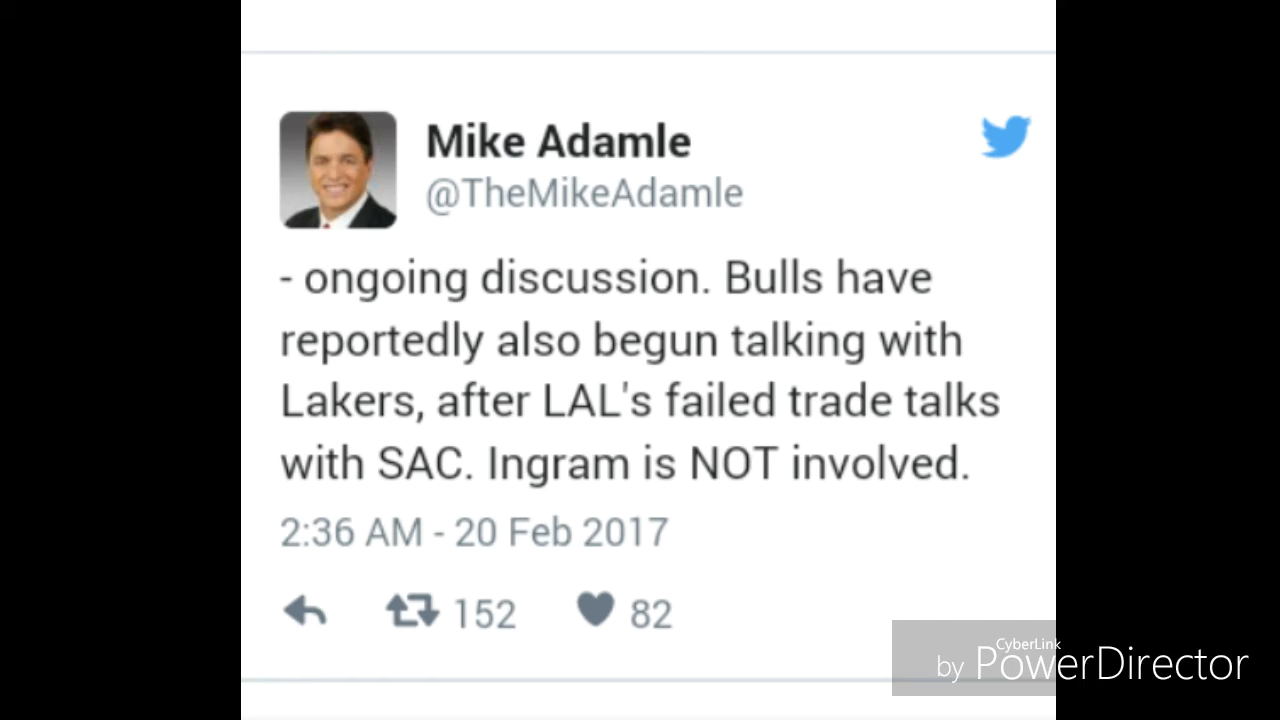 Mike Adamle
@TheMikeAdamle
- ongoing discussion. Bulls have
reportedly also begun talking with
Lakers, after LAL's failed trade talks
with SAC. Ingram is NOT involved.
2:36 AM - 20 Feb 2017
152 82
CyberLink
by PowerDirector